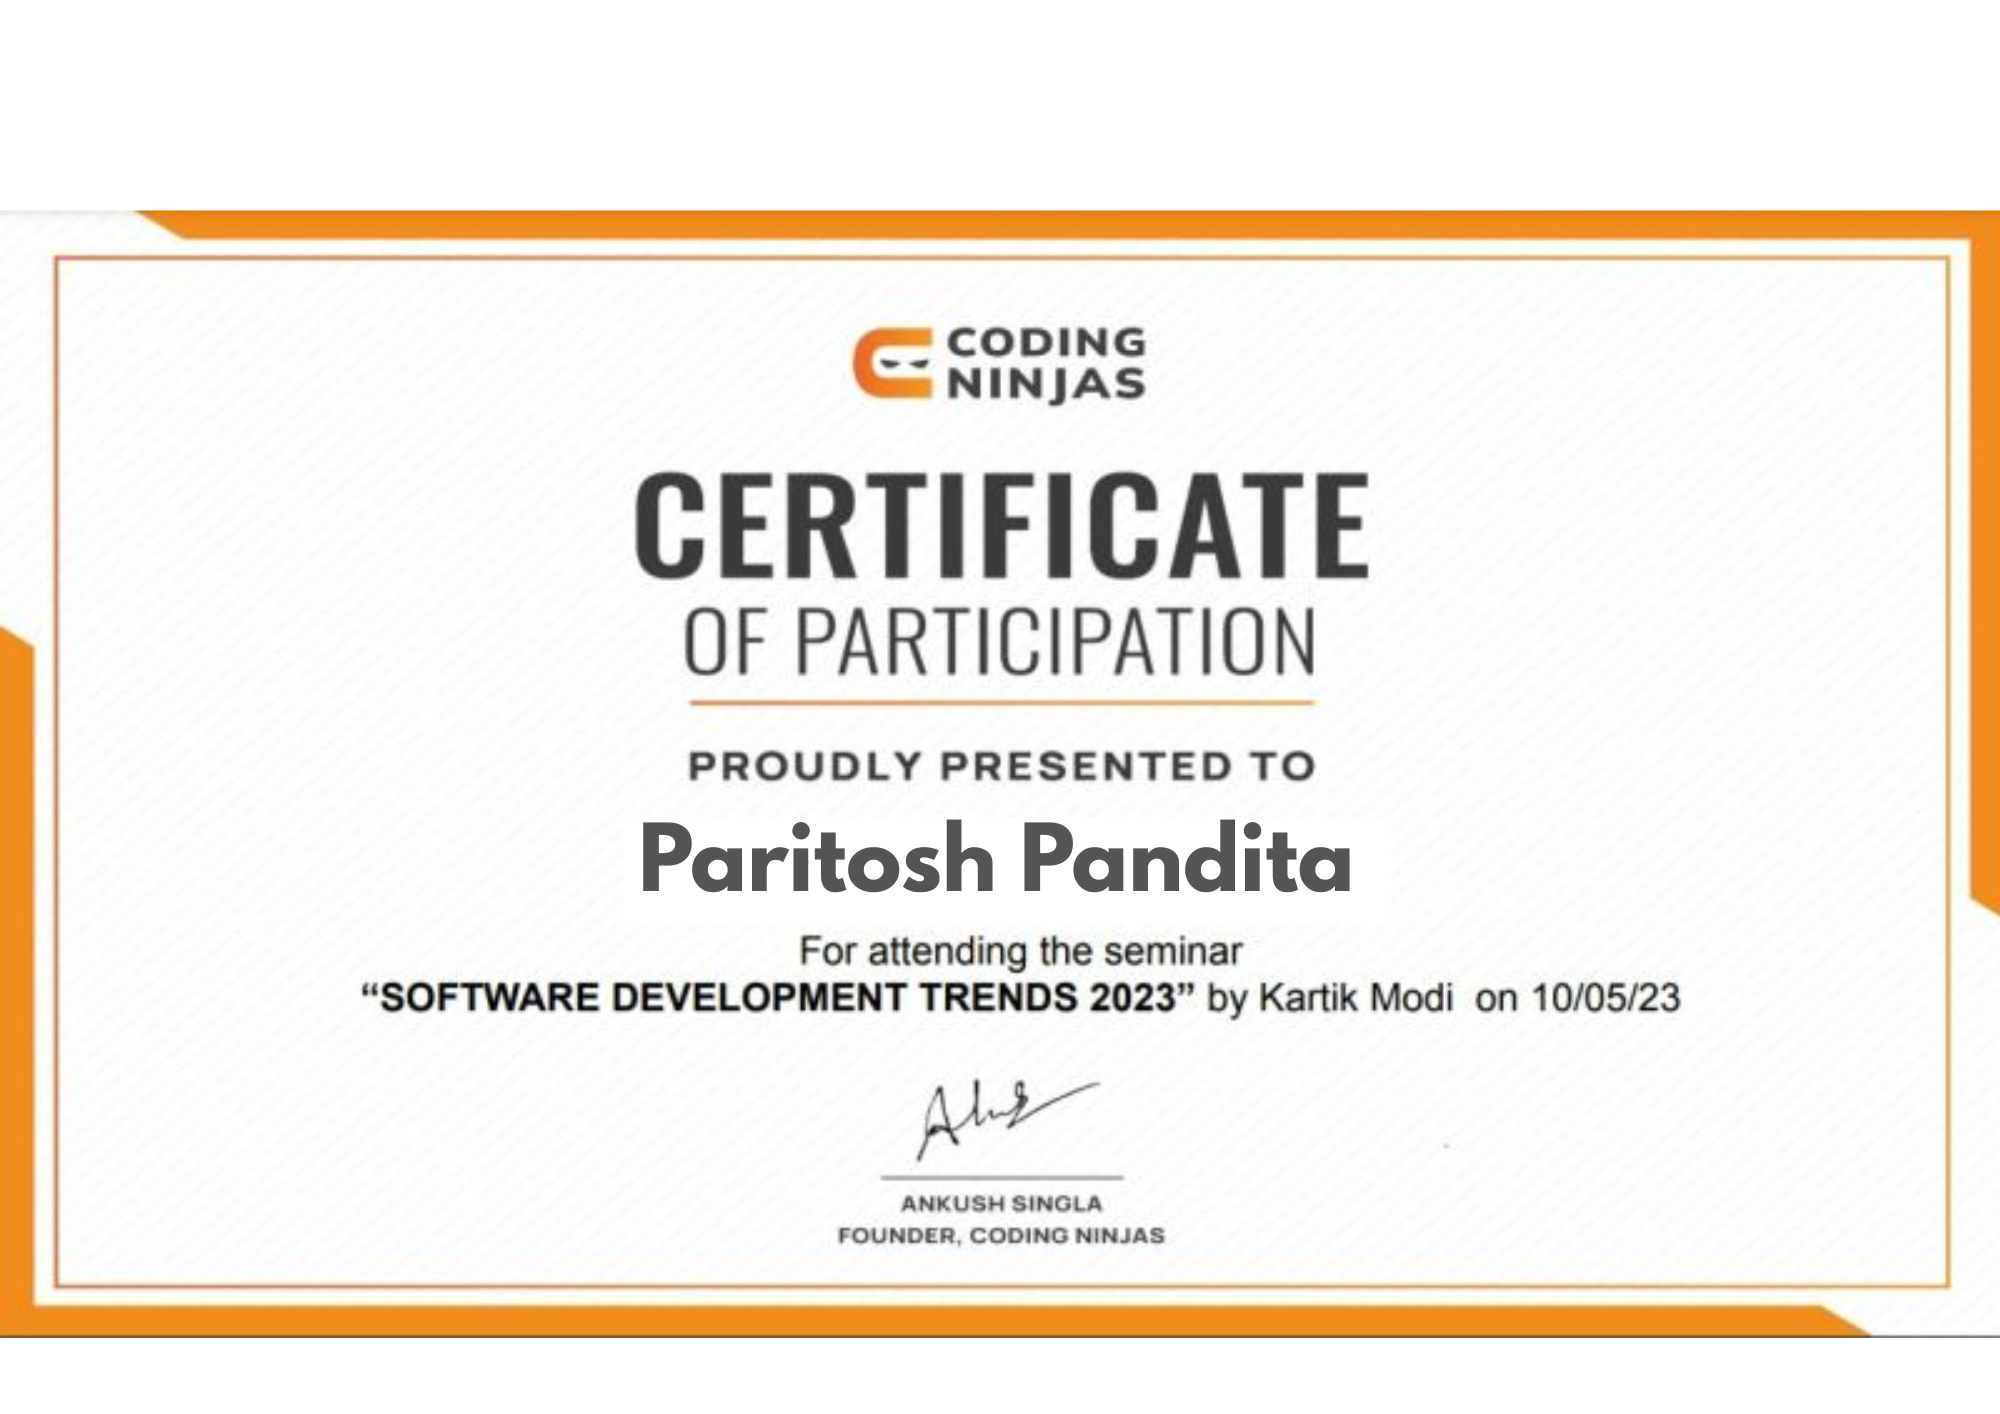 CODING
NINJAS
CERTIFICATE
OF PARTICIPATION
PROUDLY PRESENTED TO
Paritosh Pandita
For attending the seminar
“SOFTWARE DEVELOPMENT TRENDS 2023” by Kartik Modi on 10/05/23
ANKUSH SINGLA
FOUNDER, CODING NINJAS